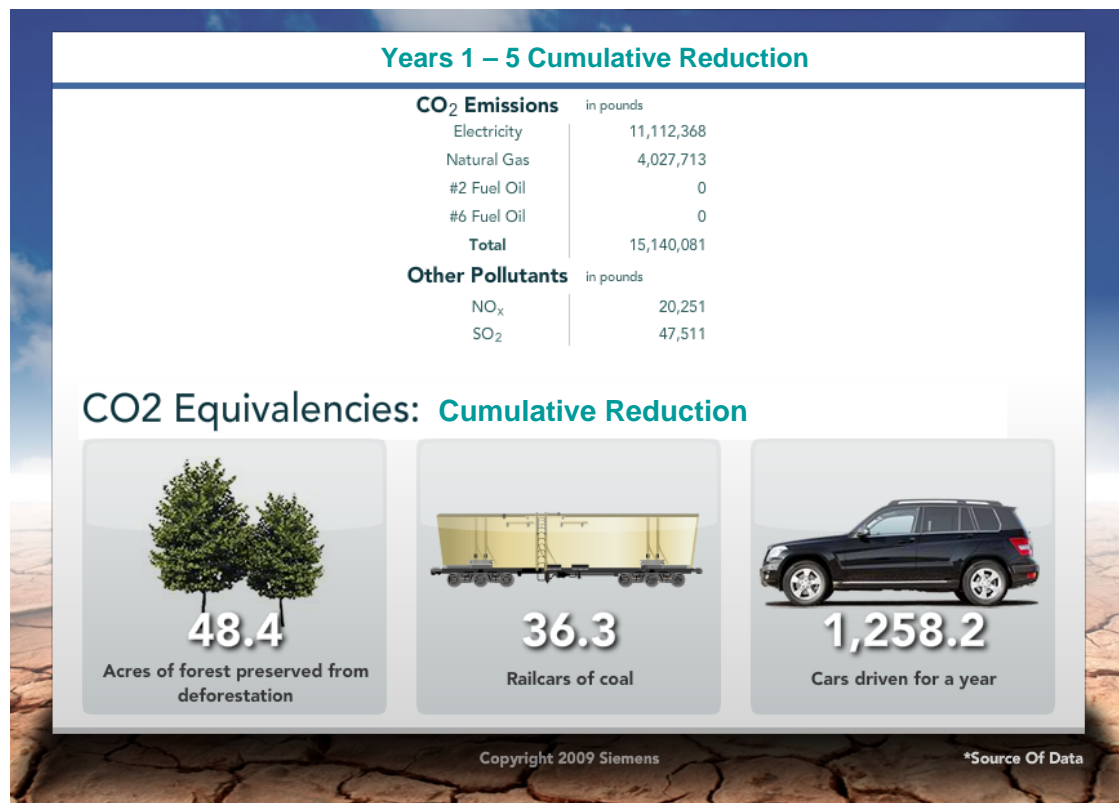 Years 1 – 5 Cumulative Reduction
CO2 Emissions in pounds
Electricity 11,112,368
Natural Gas 4,027,713
#2 Fuel Oil 0
#6 Fuel Oil 0
Total 15,140,081
Other Pollutants in pounds
NOx 20,251
SO2 47,511
CO2 Equivalencies: Cumulative Reduction
48.4
Acres of forest preserved from
deforestation
36.3
Railcars of coal
1,258.2
Cars driven for a year
Copyright 2009 Siemens
*Source Of Data